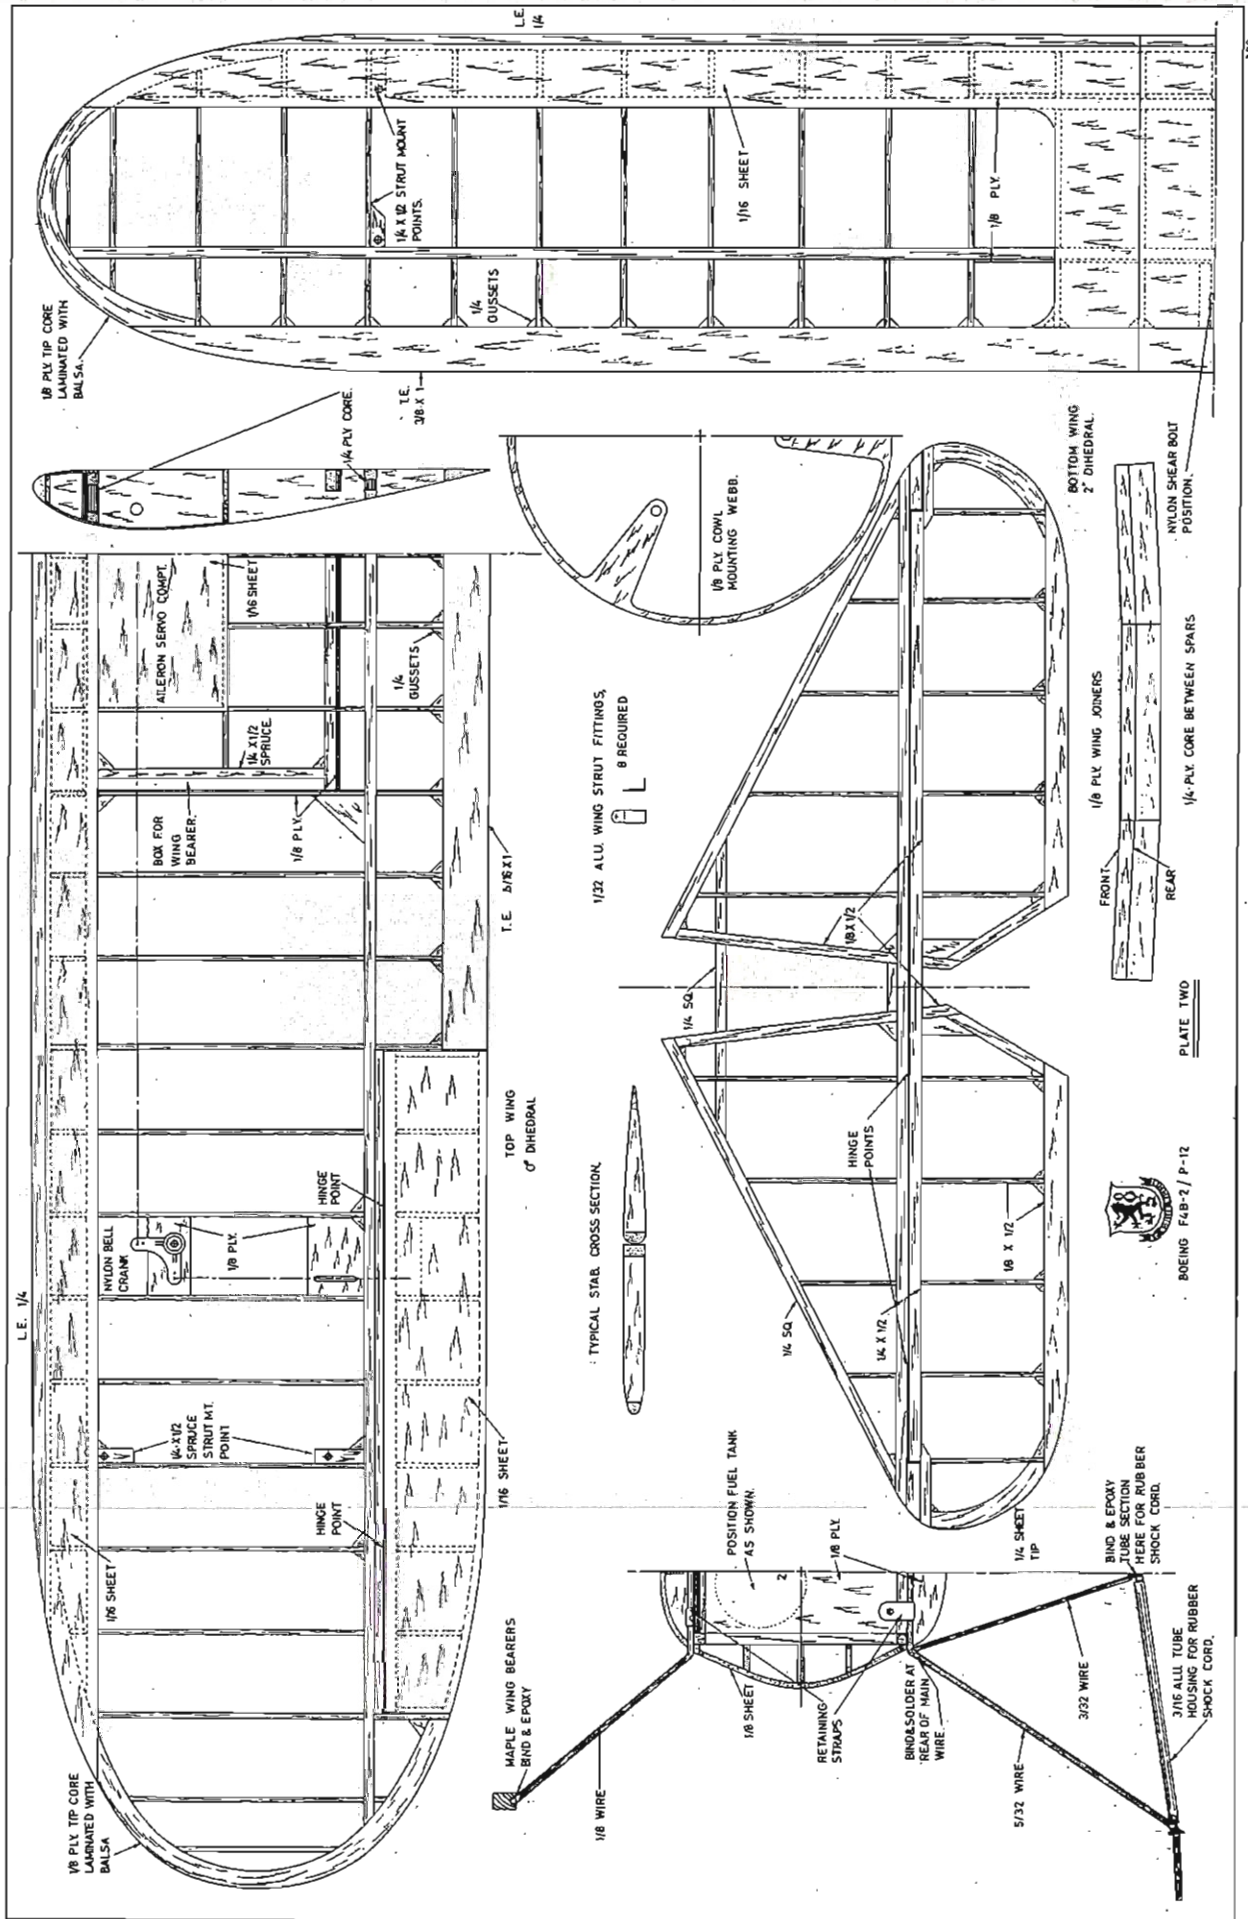 L.E.
1/4
1/8 PLY. TIP CORE
LAMINATED WITH
BALSA.
1/4 X 1/2 STRUT MOUNT
POINTS.
1/16 SHEET
1/8 PLY.
1/4
GUSSETS
T.E.
3/8 X 1
1/4 PLY CORE.
NYLON SHEAR BOLT
POSITION.
BOTTOM WING
2" DIHEDRAL.
L.E. 1/4
AILERON SERVO COMPT.
1/16 SHEET
1/4 X 1/2
SPRUCE.
1/4
GUSSETS
BOX FOR
WING
BEARER.
1/8 PLY.
T.E. 5/16 X 1
TOP WING
0" DIHEDRAL
NYLON BELL
CRANK
1/8 PLY.
HINGE
POINT
1/4 X 1/2
SPRUCE
STRUT MT.
POINT
HINGE
POINT
1/16 SHEET
1/16 SHEET
1/8 PLY. TIP CORE
LAMINATED WITH
BALSA
1/8 PLY. COWL
MOUNTING WEBB.
1/32 ALU. WING STRUT FITTINGS,
8 REQUIRED
TYPICAL STAB. CROSS SECTION.
1/4 SQ.
1/8 X 1/2
HINGE
POINTS
1/4 SQ.
1/4 X 1/2
1/8 X 1/2
1/4 SHEET
TIP
1/8 PLY. WING JOINERS
FRONT
REAR
1/4 PLY. CORE BETWEEN SPARS
MAPLE WING BEARERS
BIND & EPOXY
1/8 WIRE
POSITION FUEL TANK
AS SHOWN.
2
1/8 PLY.
1/8 SHEET
RETAINING
STRAPS
BIND & SOLDER AT
REAR OF MAIN
WIRE.
5/32 WIRE
3/32 WIRE
BIND & EPOXY
TUBE SECTION
HERE FOR RUBBER
SHOCK CORD.
3/16 ALU. TUBE
HOUSING FOR RUBBER
SHOCK CORD.
BOEING F4B-2 / P-12
PLATE TWO